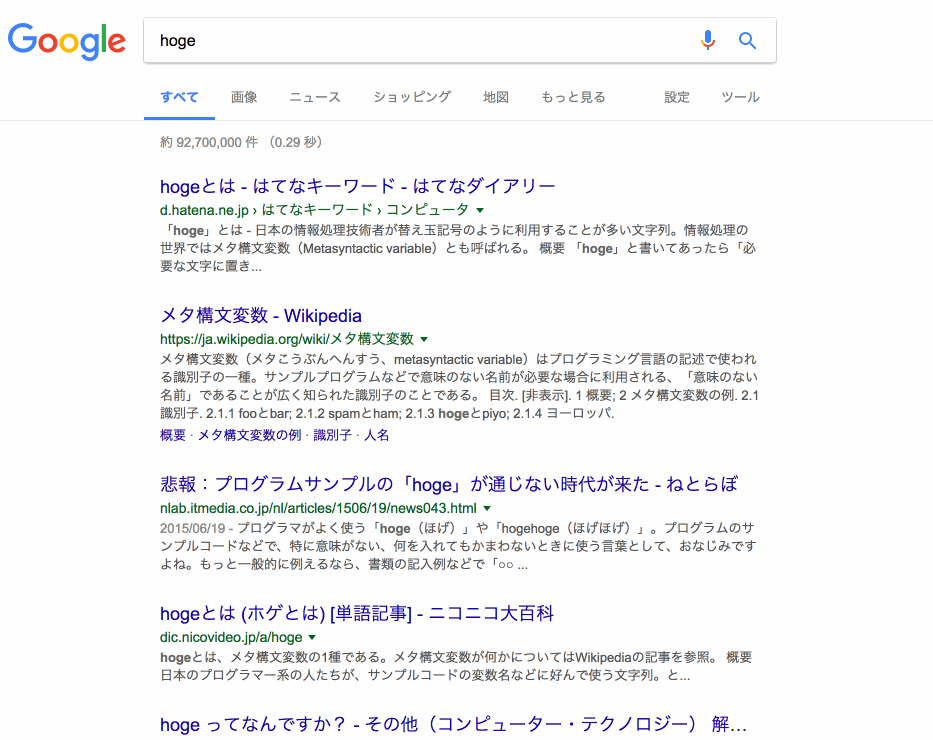 Google
hoge
すべて 画像 ニュース ショッピング 地図 もっと見る 設定 ツール
約 92,700,000 件 （0.29 秒）
hogeとは - はてなキーワード - はてなダイアリー
d.hatena.ne.jp › はてなキーワード › コンピュータ ▼
「hoge」とは - 日本の情報処理技術者が替え玉記号のように利用することが多い文字列。情報処理の
世界ではメタ構文変数（Metasyntactic variable）とも呼ばれる。 概要 「hoge」と書いてあったら「必
要な文字に置き...
メタ構文変数 - Wikipedia
https://ja.wikipedia.org/wiki/メタ構文変数 ▼
メタ構文変数（メタこうぶんへんすう、metasyntactic variable）はプログラミング言語の記述で使われ
る識別子の一種。サンプルプログラムなどで意味のない名前が必要な場合に利用される、「意味のない
名前」であることが広く知られた識別子のことである。 目次. [非表示]. 1 概要; 2 メタ構文変数の例. 2.1
識別子. 2.1.1 fooとbar; 2.1.2 spamとham; 2.1.3 hogeとpiyo; 2.1.4 ヨーロッパ.
概要 · メタ構文変数の例 · 識別子 · 人名
悲報：プログラムサンプルの「hoge」が通じない時代が来た - ねとらぼ
nlab.itmedia.co.jp/nl/articles/1506/19/news043.html ▼
2015/06/19 - プログラマがよく使う「hoge（ほげ）」や「hogehoge（ほげほげ）」。プログラムのサ
ンプルコードなどで、特に意味がない、何を入れてもかまわないときに使う言葉として、おなじみです
よね。もっと一般的に例えるなら、書類の記入例などで「○○ ...
hogeとは (ホゲとは) [単語記事] - ニコニコ大百科
dic.nicovideo.jp/a/hoge ▼
hogeとは、メタ構文変数の1種である。メタ構文変数が何かについてはWikipediaの記事を参照。 概要
日本のプログラマー系の人たちが、サンプルコードの変数名などに好んで使う文字列。と...
hoge ってなんですか？ - その他（コンピューター・テクノロジー） 解...